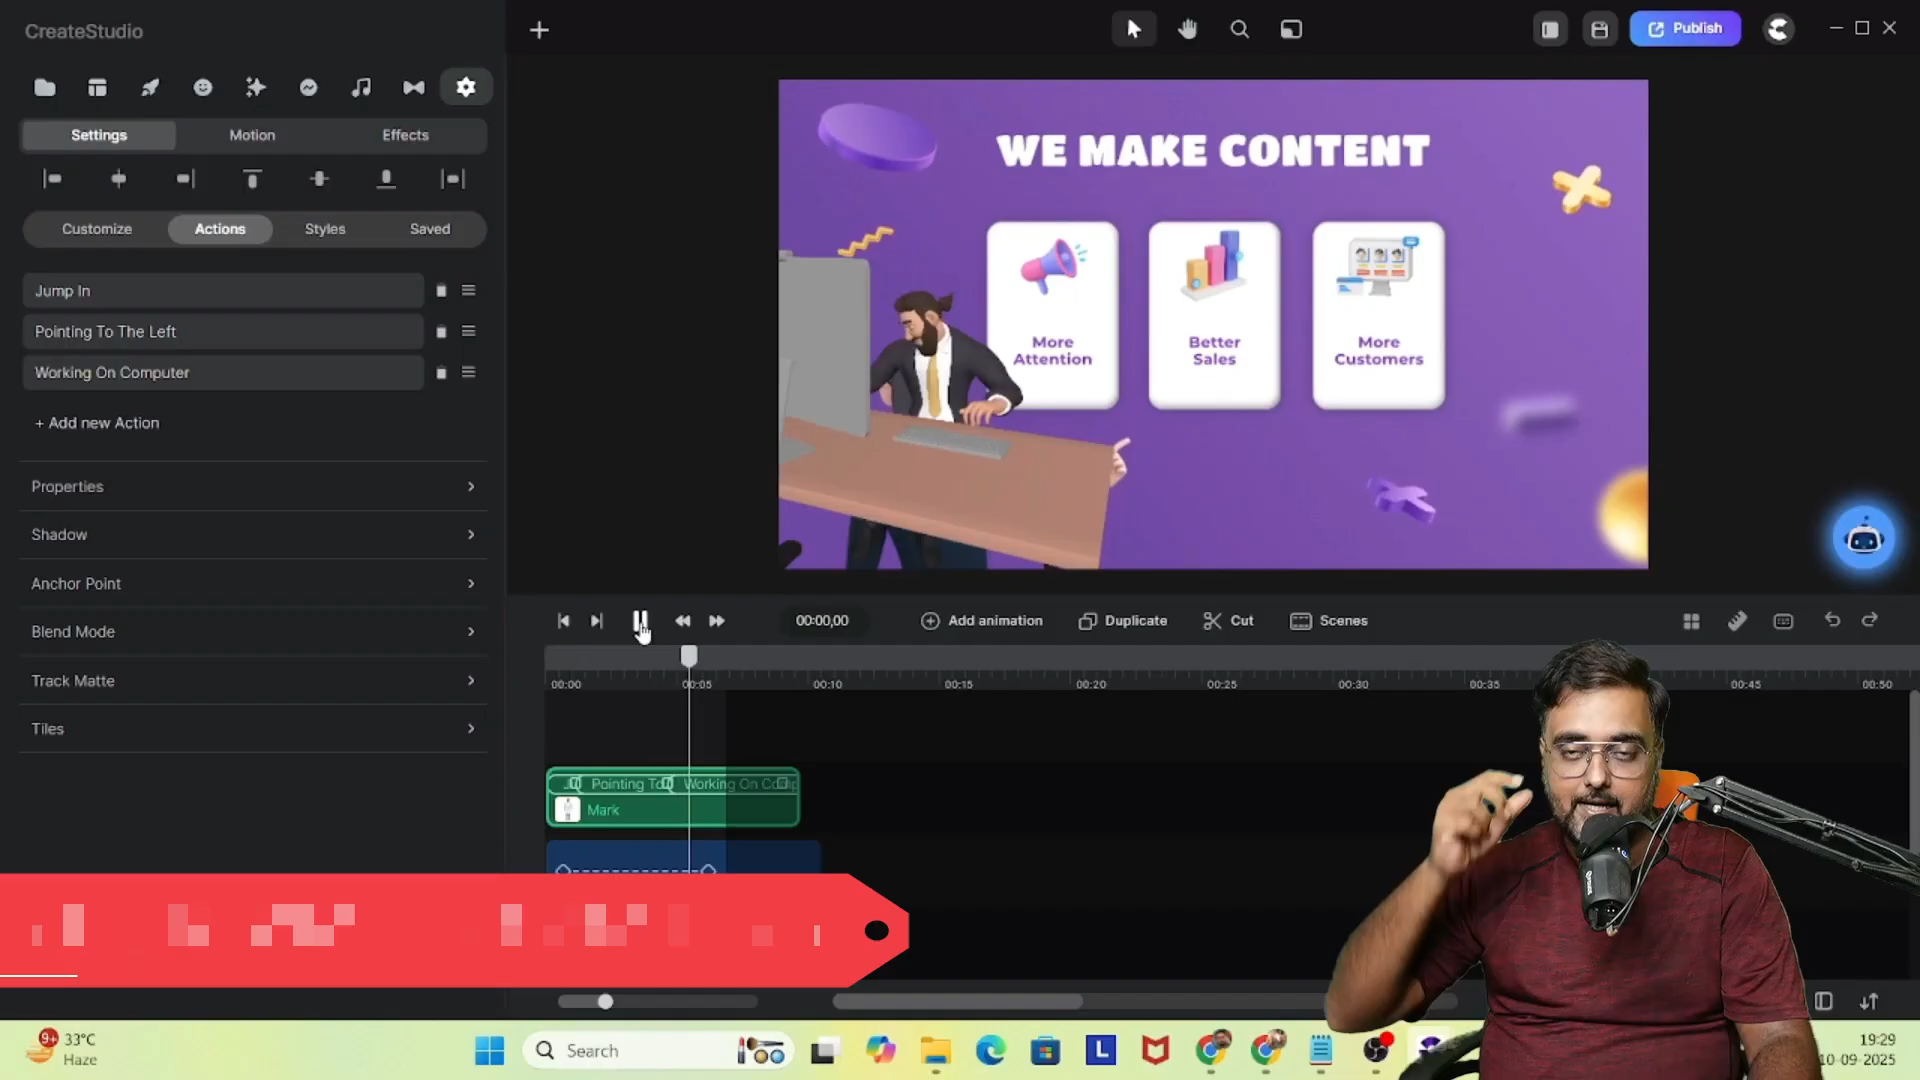 CreateStudio
Publish
Settings
Motion
Effects
Customize
Actions
Styles
Saved
Jump In
Pointing To The Left
Working On Computer
+ Add new Action
Properties
Shadow
Anchor Point
Blend Mode
Track Matte
Tiles
WE MAKE CONTENT
More
Attention
Better
Sales
More
Customers
00:00,00
Add animation
Duplicate
Cut
Scenes
00:00
00:05
00:10
00:15
00:20
00:25
00:30
00:35
00:45
00:50
Pointing To
Working On Comp
Mark
9+
33°C
Haze
Search
L
19:29
10-09-2025